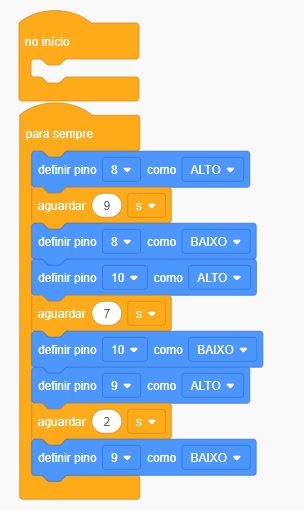 no início
para sempre
definir pino 8 como ALTO
aguardar 9 s
definir pino 8 como BAIXO
definir pino 10 como ALTO
aguardar 7 s
definir pino 10 como BAIXO
definir pino 9 como ALTO
aguardar 2 s
definir pino 9 como BAIXO